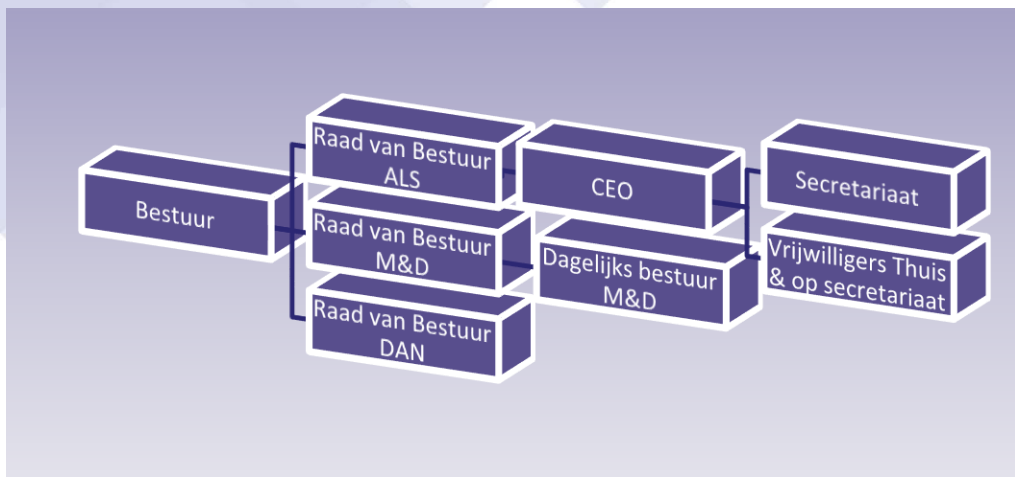 Bestuur
Raad van Bestuur
ALS
Raad van Bestuur
M&D
Raad van Bestuur
DAN
CEO
Dagelijks bestuur
M&D
Secretariaat
Vrijwilligers Thuis
& op secretariaat